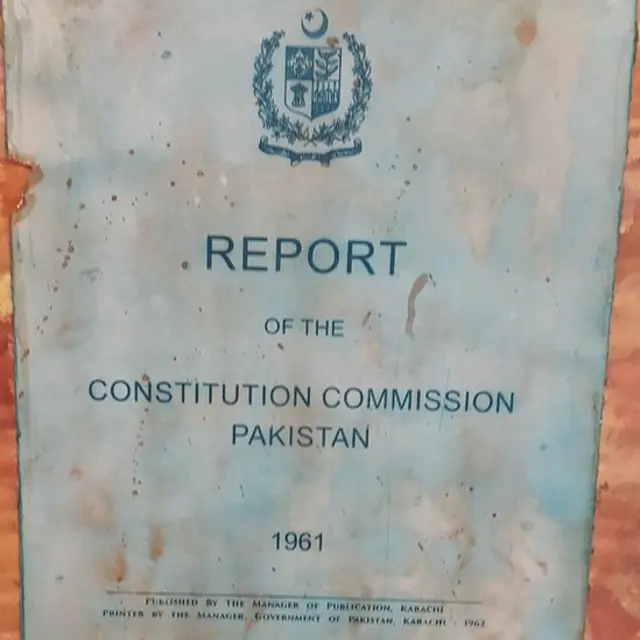 REPORT
OF THE
CONSTITUTION COMMISSION
PAKISTAN
1961
PUBLISHED BY THE MANAGER OF PUBLICATION, KARACHI
PRINTED BY THE MANAGER, GOVERNMENT OF PAKISTAN, KARACHI 1962